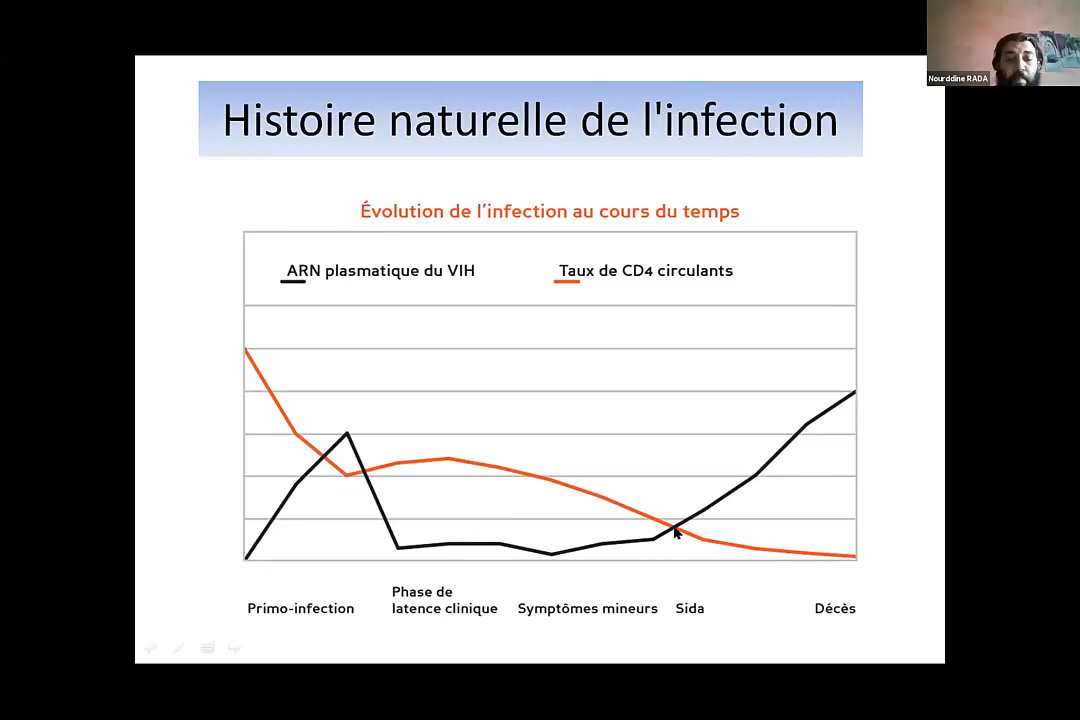 Nourddine RADA
Histoire naturelle de l'infection
Évolution de l'infection au cours du temps
ARN plasmatique du VIH
Taux de CD4 circulants
Phase de
latence clinique
Primo-infection
Symptômes mineurs
Sida
Décès